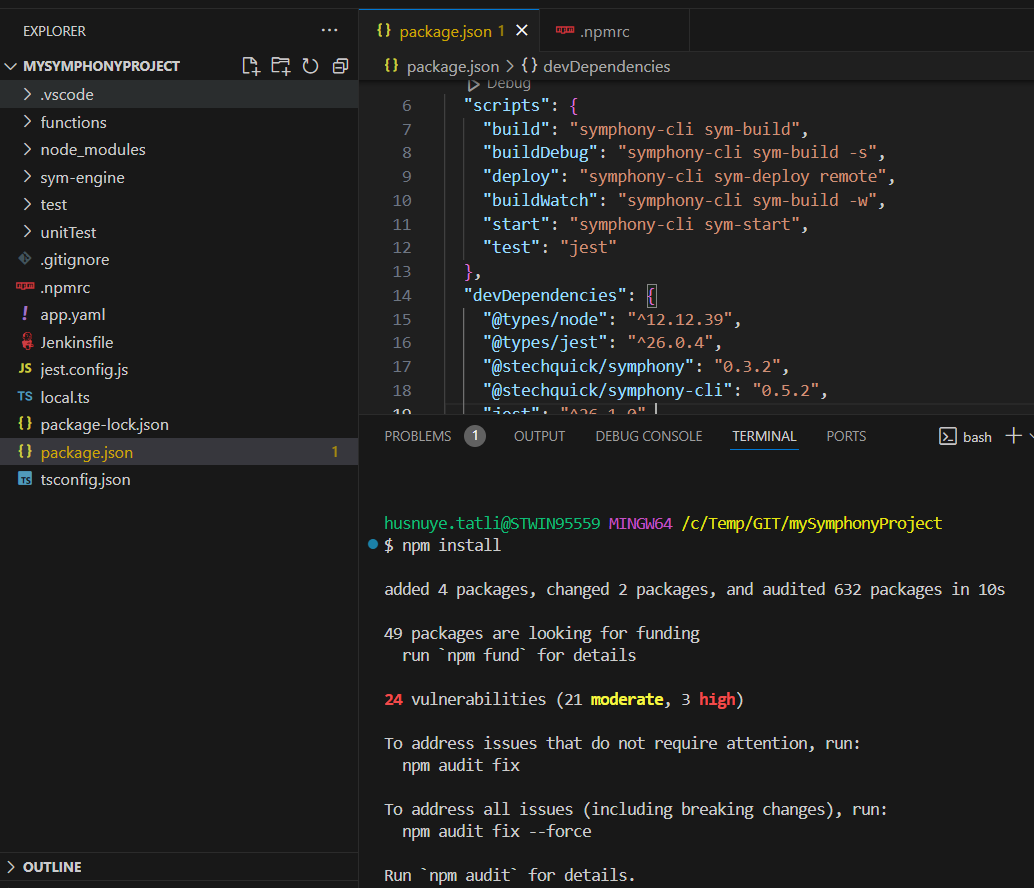 EXPLORER
MYSYMPHONYPROJECT
.vscode
functions
node_modules
sym-engine
test
unitTest
.gitignore
.npmrc
app.yaml
Jenkinsfile
JS jest.config.js
TS local.ts
{} package-lock.json
{} package.json 1
TS tsconfig.json
OUTLINE
{} package.json 1
.npmrc
{} package.json > {} devDependencies
Debug
6 "scripts": {
7 "build": "symphony-cli sym-build",
8 "buildDebug": "symphony-cli sym-build -s",
9 "deploy": "symphony-cli sym-deploy remote",
10 "buildWatch": "symphony-cli sym-build -w",
11 "start": "symphony-cli sym-start",
12 "test": "jest"
13 },
14 "devDependencies": {
15 "@types/node": "^12.12.39",
16 "@types/jest": "^26.0.4",
17 "@stechquick/symphony": "0.3.2",
18 "@stechquick/symphony-cli": "0.5.2",
19 "jest": "^26.1.0"
PROBLEMS 1 OUTPUT DEBUG CONSOLE TERMINAL PORTS bash
husnuye.tatli@STWIN95559 MINGW64 /c/Temp/GIT/mySymphonyProject
$ npm install
added 4 packages, changed 2 packages, and audited 632 packages in 10s
49 packages are looking for funding
run `npm fund` for details
24 vulnerabilities (21 moderate, 3 high)
To address issues that do not require attention, run:
npm audit fix
To address all issues (including breaking changes), run:
npm audit fix --force
Run `npm audit` for details.